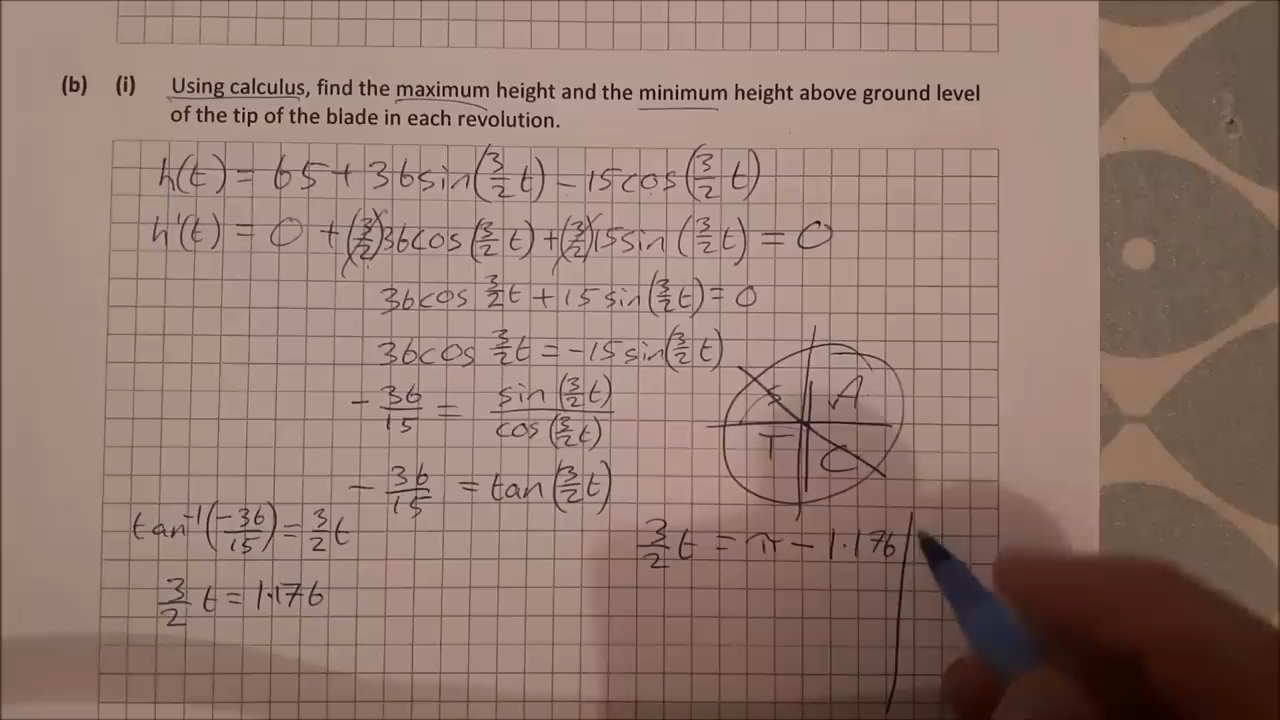 (b) (i) Using calculus, find the maximum height and the minimum height above ground level
of the tip of the blade in each revolution.
h(t) = 65 + 36sin(3/2 t) - 15cos(3/2 t)
h'(t) = 0 + (3/2)36cos(3/2 t) + (3/2)15sin(3/2 t) = 0
36cos 3/2 t + 15sin(3/2 t) = 0
36cos 3/2 t = -15sin(3/2 t)
- 36/15 = sin(3/2 t)/cos(3/2 t)
S A
T C
- 36/15 = tan(3/2 t)
tan⁻¹(-36/15) = 3/2 t
3/2 t = π - 1.176
3/2 t = 1.176